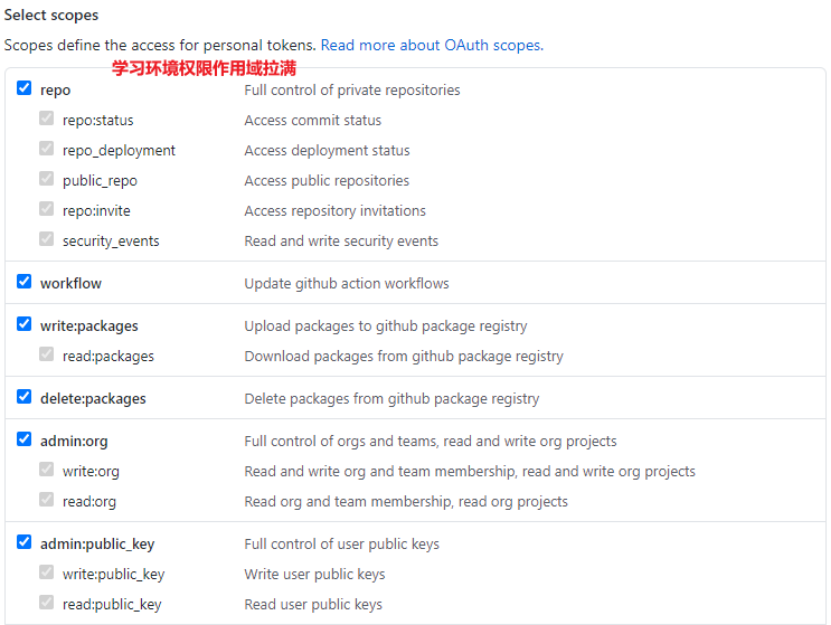 Select scopes
Scopes define the access for personal tokens. Read more about OAuth scopes.
学习环境权限作用域拉满
repo Full control of private repositories
repo:status Access commit status
repo_deployment Access deployment status
public_repo Access public repositories
repo:invite Access repository invitations
security_events Read and write security events
workflow Update github action workflows
write:packages Upload packages to github package registry
read:packages Download packages from github package registry
delete:packages Delete packages from github package registry
admin:org Full control of orgs and teams, read and write org projects
write:org Read and write org and team membership, read and write org projects
read:org Read org and team membership, read org projects
admin:public_key Full control of user public keys
write:public_key Write user public keys
read:public_key Read user public keys